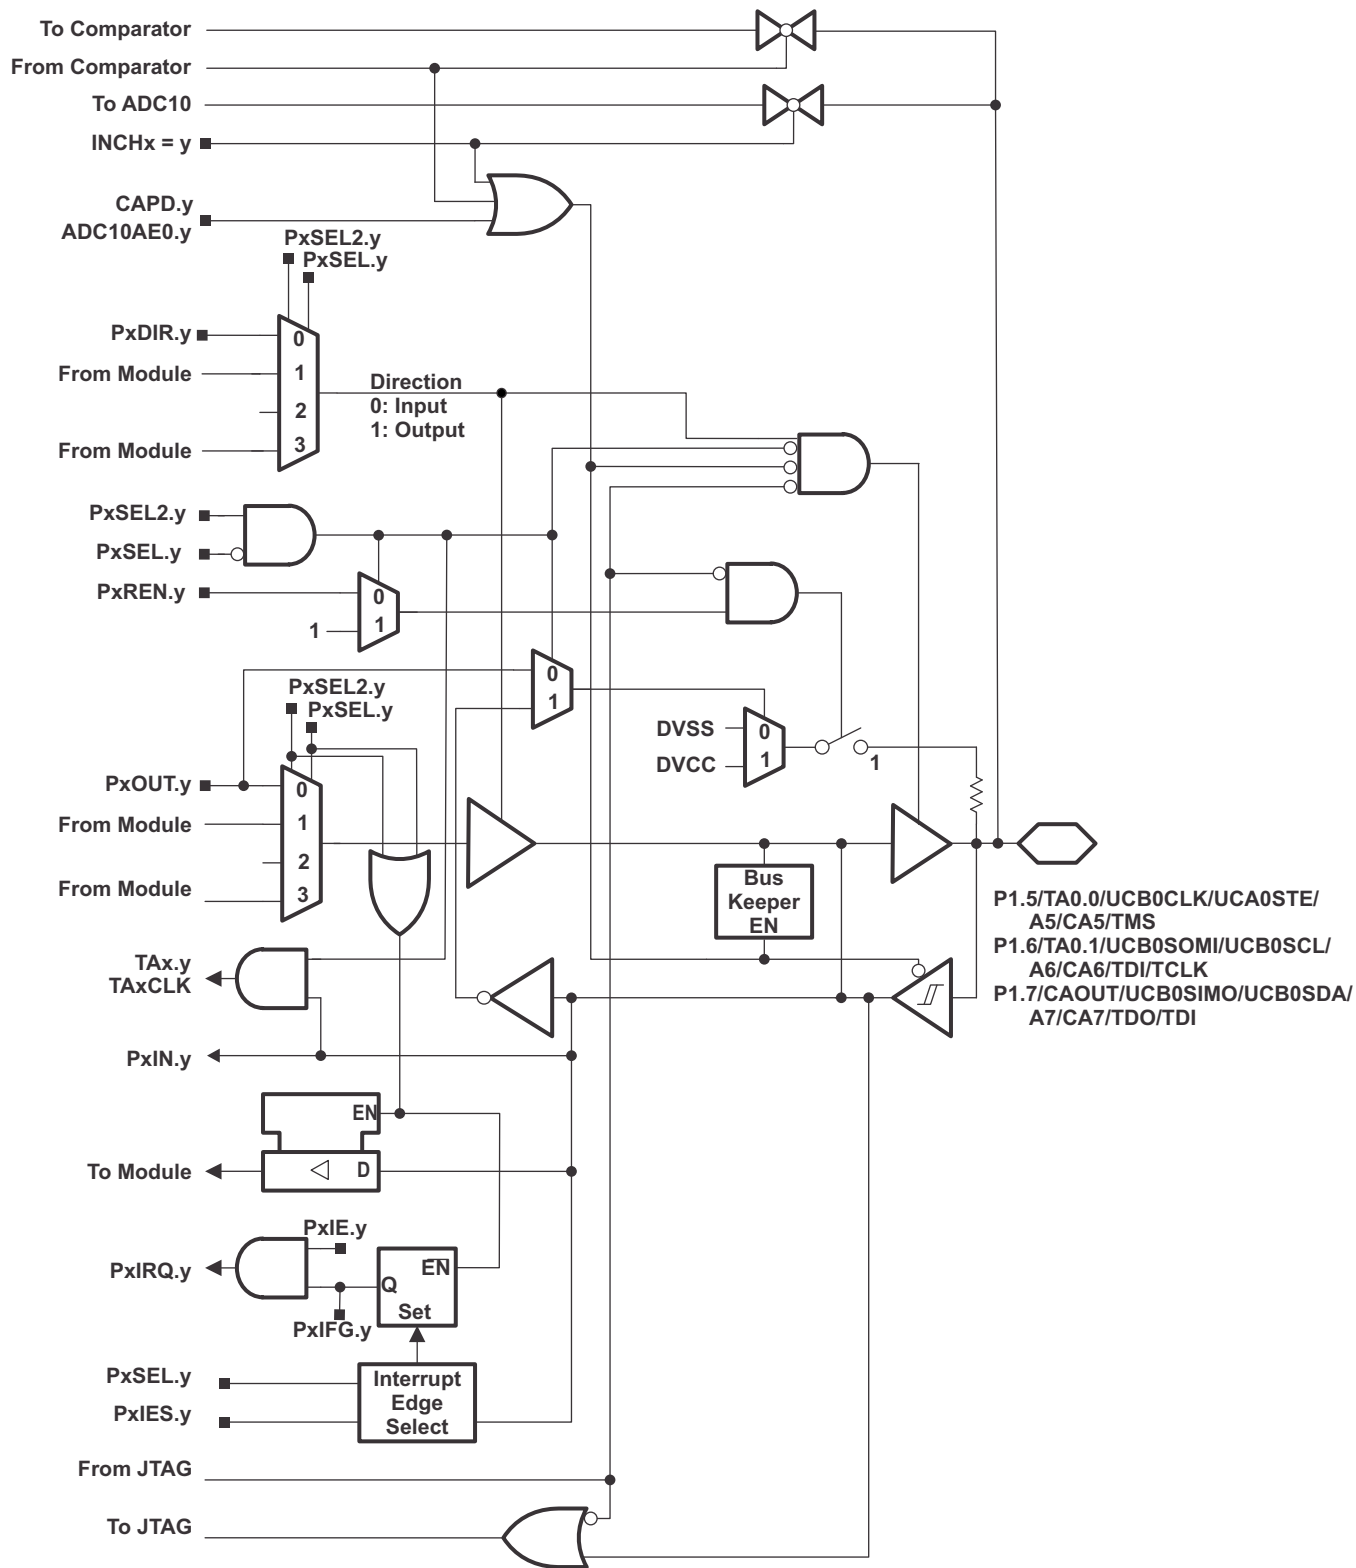 To Comparator
From Comparator
To ADC10
INCHx = y
CAPD.y
ADC10AE0.y
PxSEL2.y
PxSEL.y
PxDIR.y
0
From Module
1
2
From Module
3
Direction
0: Input
1: Output
PxSEL2.y
PxSEL.y
PxREN.y
0
1
1
0
1
PxSEL2.y
PxSEL.y
DVSS
0
DVCC
1
1
PxOUT.y
0
From Module
1
2
From Module
3
Bus
Keeper
EN
P1.5/TA0.0/UCB0CLK/UCA0STE/
A5/CA5/TMS
P1.6/TA0.1/UCB0SOMI/UCB0SCL/
A6/CA6/TDI/TCLK
P1.7/CAOUT/UCB0SIMO/UCB0SDA/
A7/CA7/TDO/TDI
TAx.y
TAxCLK
PxIN.y
EN
To Module
D
PxIE.y
PxIRQ.y
EN
Q
Set
PxIFG.y
PxSEL.y
PxIES.y
Interrupt
Edge
Select
From JTAG
To JTAG